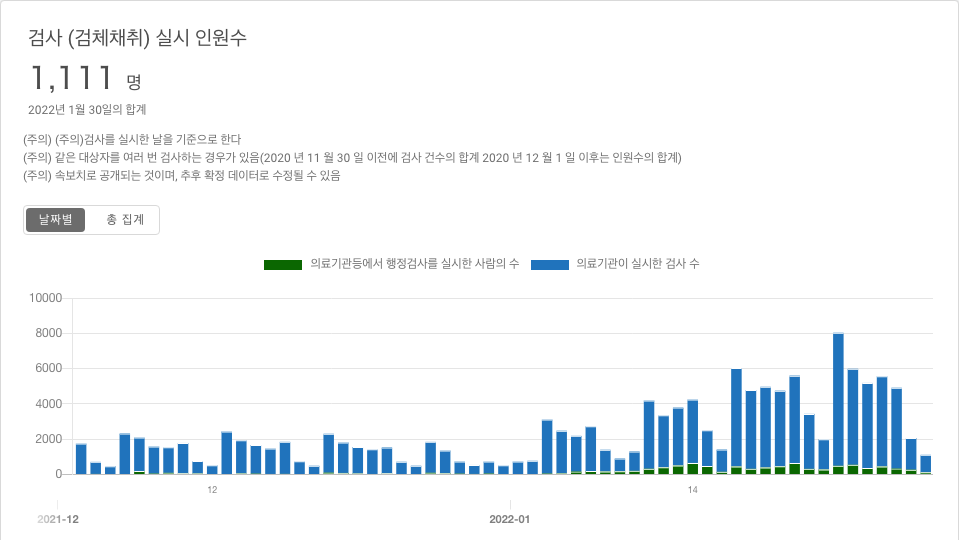 검사 (검체채취) 실시 인원수
1,111 명
2022년 1월 30일의 합계
(주의) (주의)검사를 실시한 날을 기준으로 한다
(주의) 같은 대상자를 여러 번 검사하는 경우가 있음(2020 년 11 월 30 일 이전에 검사 건수의 합계 2020 년 12 월 1 일 이후는 인원수의 합계)
(주의) 속보치로 공개되는 것이며, 추후 확정 데이터로 수정될 수 있음
날짜별 총 집계
의료기관등에서 행정검사를 실시한 사람의 수 의료기관이 실시한 검사 수
10000
8000
6000
4000
2000
0
12 14
2021-12 2022-01